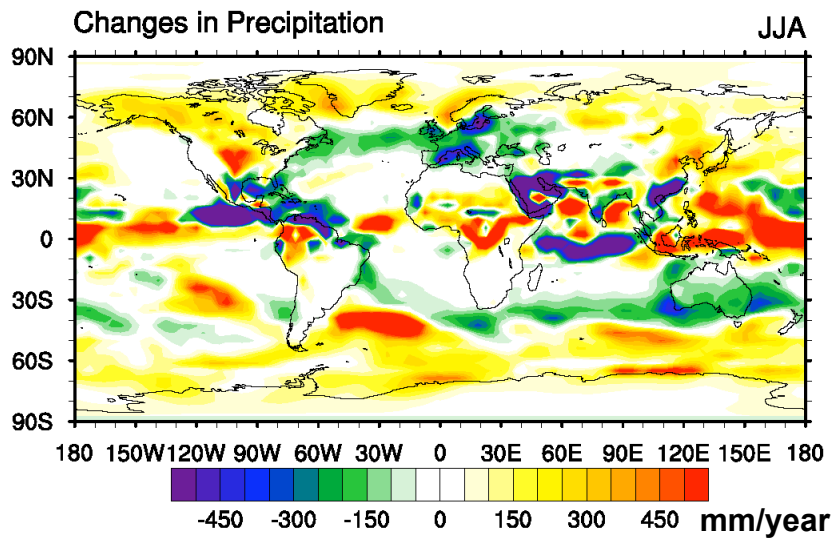 Changes in Precipitation JJA
90N
60N
30N
0
30S
60S
90S
180 150W 120W 90W 60W 30W 0 30E 60E 90E 120E 150E 180
-450 -300 -150 0 150 300 450 mm/year